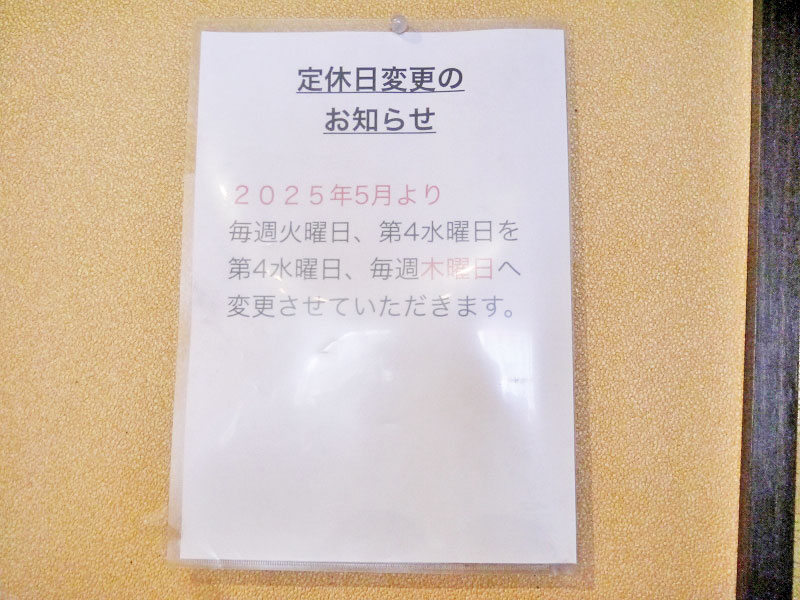 定休日変更の
お知らせ
２０２５年5月より
毎週火曜日、第4水曜日を
第4水曜日、毎週木曜日へ
変更させていただきます。